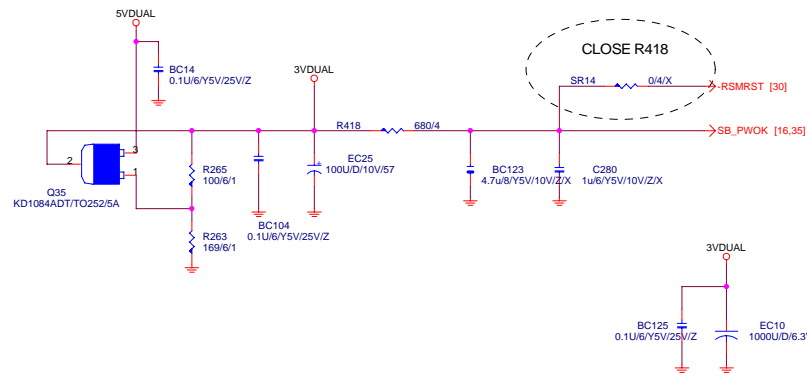 5VDUAL
CLOSE R418
BC14
0.1U/6/Y5V/25V/Z
3VDUAL
SR14 0/4/X
-RSMRST [30]
R418 680/4
SB_PWOK [16,35]
3
2
1
R265
100/6/1
EC25
100U/D/10V/57
BC123
4.7u/8/Y5V/10V/Z/X
C280
1u/6/Y5V/10V/Z/X
Q35
KD1084ADT/TO252/5A
R263
169/6/1
BC104
0.1U/6/Y5V/25V/Z
+
3VDUAL
BC125
0.1U/6/Y5V/25V/Z
EC10
1000U/D/6.3